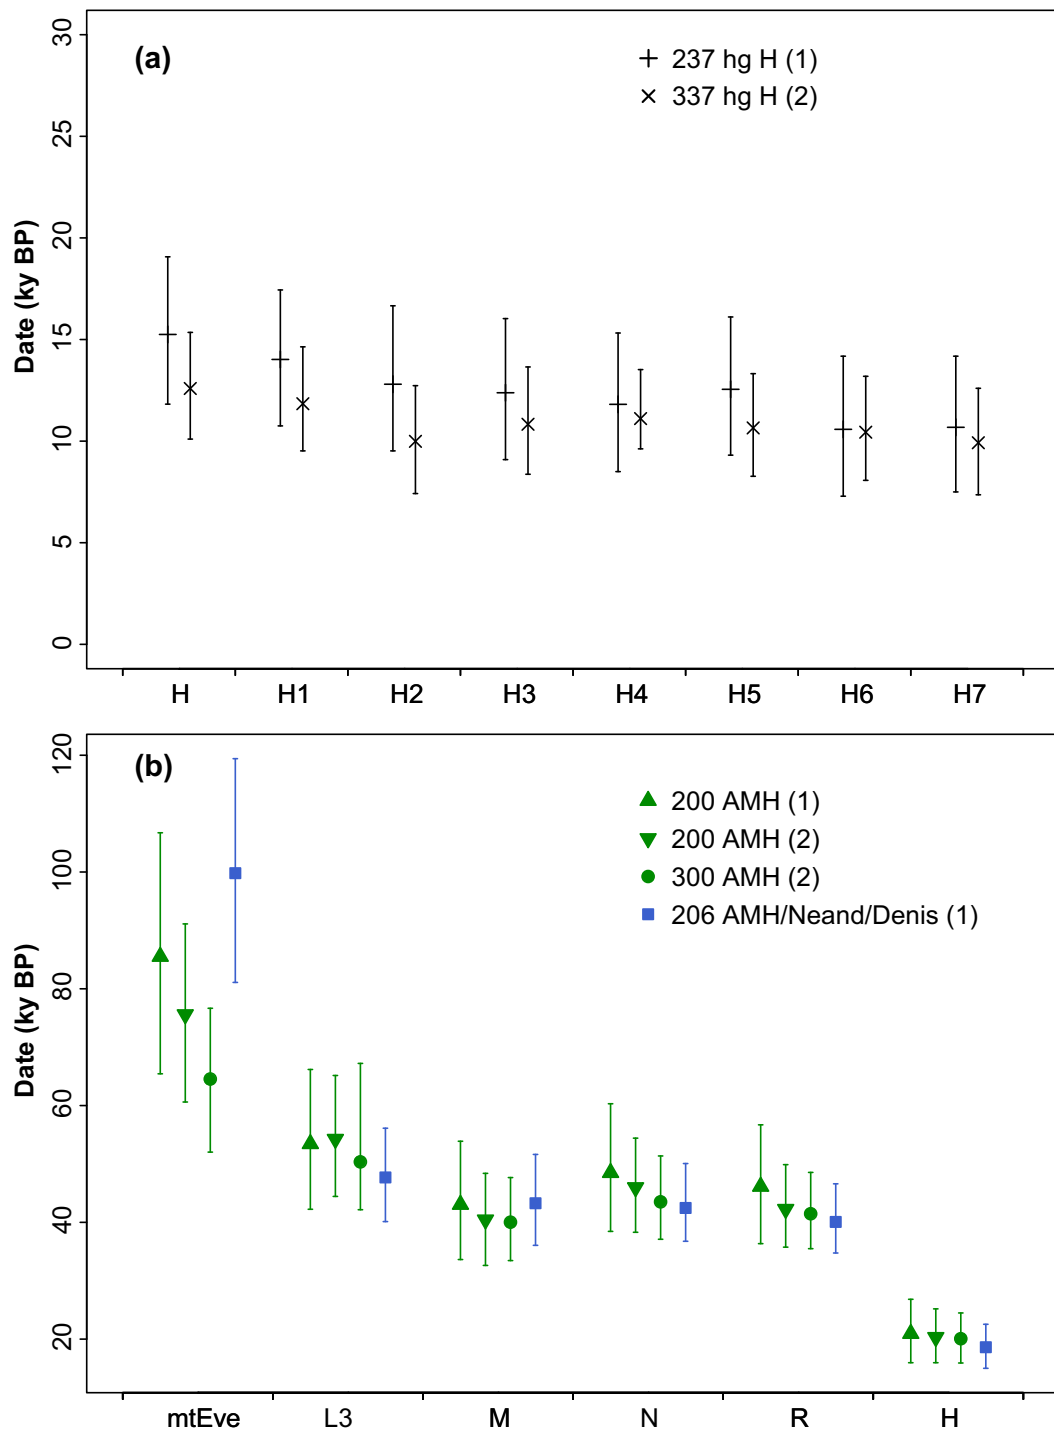 (a)
+ 237 hg H (1)
× 337 hg H (2)
Date (ky BP)
30
25
20
15
10
5
0
H H1 H2 H3 H4 H5 H6 H7
(b)
200 AMH (1)
200 AMH (2)
300 AMH (2)
206 AMH/Neand/Denis (1)
Date (ky BP)
120
100
80
60
40
20
mtEve L3 M N R H